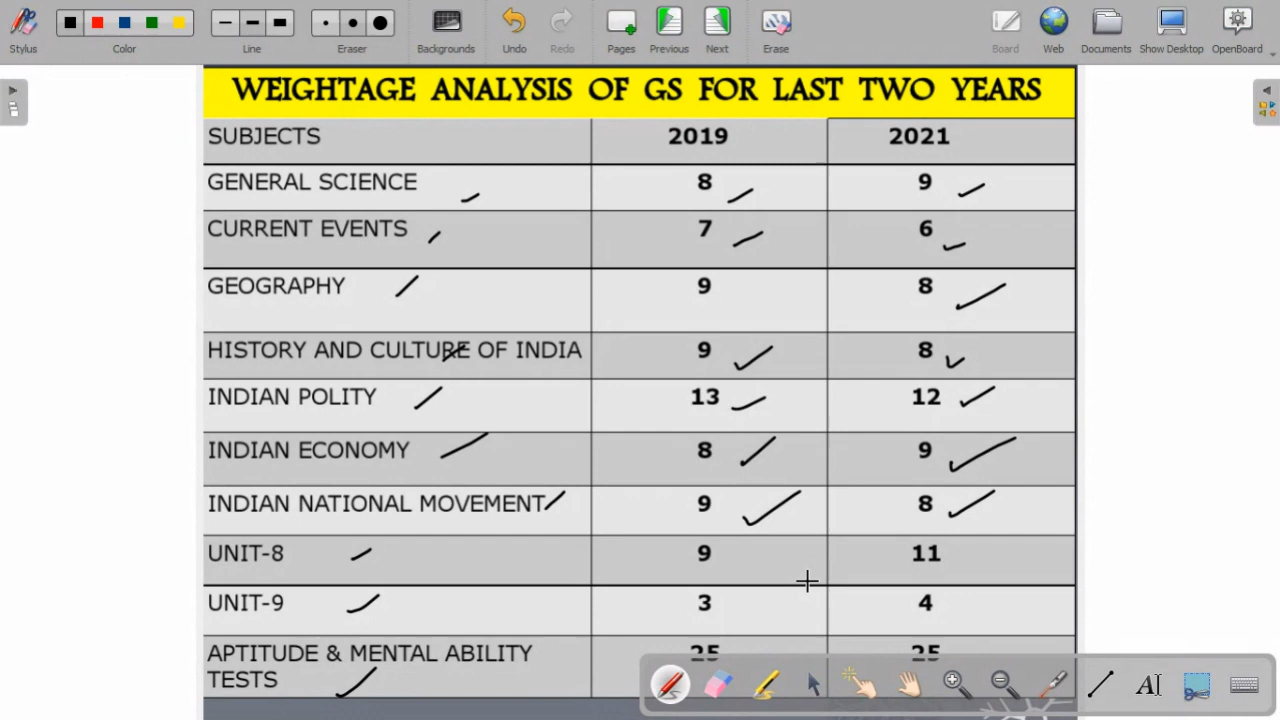 Stylus Color Line Eraser Backgrounds Undo Redo Pages Previous Next Erase Board Web Documents Show Desktop OpenBoard
WEIGHTAGE ANALYSIS OF GS FOR LAST TWO YEARS
SUBJECTS 2019 2021
GENERAL SCIENCE 8 9
CURRENT EVENTS 7 6
GEOGRAPHY 9 8
HISTORY AND CULTURE OF INDIA 9 8
INDIAN POLITY 13 12
INDIAN ECONOMY 8 9
INDIAN NATIONAL MOVEMENT 9 8
UNIT-8 9 11
UNIT-9 3 4
APTITUDE & MENTAL ABILITY 25 25
TESTS